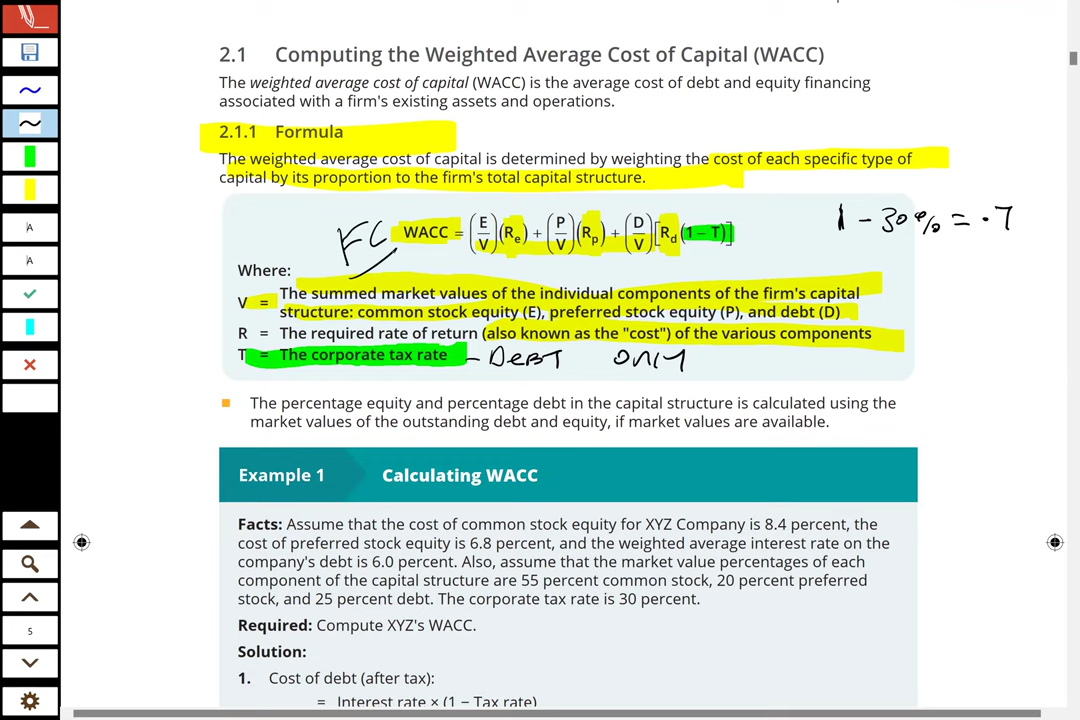 2.1 Computing the Weighted Average Cost of Capital (WACC)
The weighted average cost of capital (WACC) is the average cost of debt and equity financing
associated with a firm's existing assets and operations.
2.1.1 Formula
The weighted average cost of capital is determined by weighting the cost of each specific type of
capital by its proportion to the firm's total capital structure.
1 - 30% = .7
FC WACC = (E/V)(Re) + (P/V)(Rp) + (D/V)[Rd(1 − T)]
Where:
V = The summed market values of the individual components of the firm's capital
structure: common stock equity (E), preferred stock equity (P), and debt (D)
R = The required rate of return (also known as the "cost") of the various components
T = The corporate tax rate - DEBT ONLY
■ The percentage equity and percentage debt in the capital structure is calculated using the
market values of the outstanding debt and equity, if market values are available.
Example 1 Calculating WACC
Facts: Assume that the cost of common stock equity for XYZ Company is 8.4 percent, the
cost of preferred stock equity is 6.8 percent, and the weighted average interest rate on the
company's debt is 6.0 percent. Also, assume that the market value percentages of each
component of the capital structure are 55 percent common stock, 20 percent preferred
stock, and 25 percent debt. The corporate tax rate is 30 percent.
Required: Compute XYZ's WACC.
Solution:
1. Cost of debt (after tax):
= Interest rate × (1 − Tax rate)
A
A
5